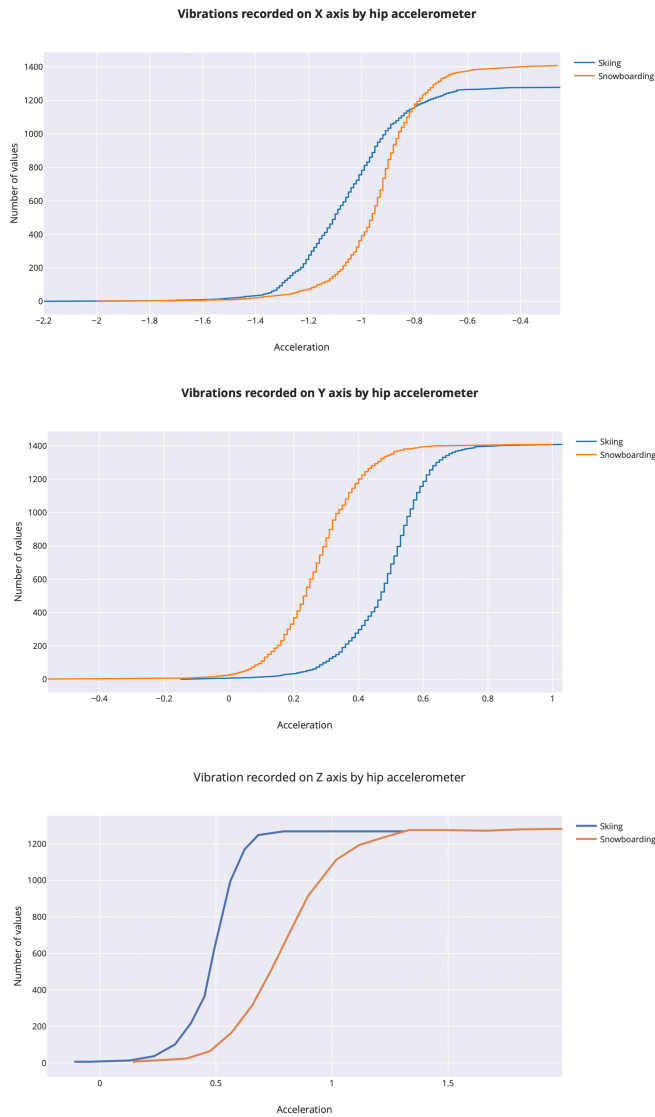 Vibrations recorded on X axis by hip accelerometer
1400
1200
1000
800
600
400
200
0
Number of values
−2.2 −2 −1.8 −1.6 −1.4 −1.2 −1 −0.8 −0.6 −0.4
Acceleration
Skiing
Snowboarding
Vibrations recorded on Y axis by hip accelerometer
1400
1200
1000
800
600
400
200
0
Number of values
−0.4 −0.2 0 0.2 0.4 0.6 0.8 1
Acceleration
Skiing
Snowboarding
Vibration recorded on Z axis by hip accelerometer
1200
1000
800
600
400
200
0
Number of values
0 0.5 1 1.5
Acceleration
Skiing
Snowboarding